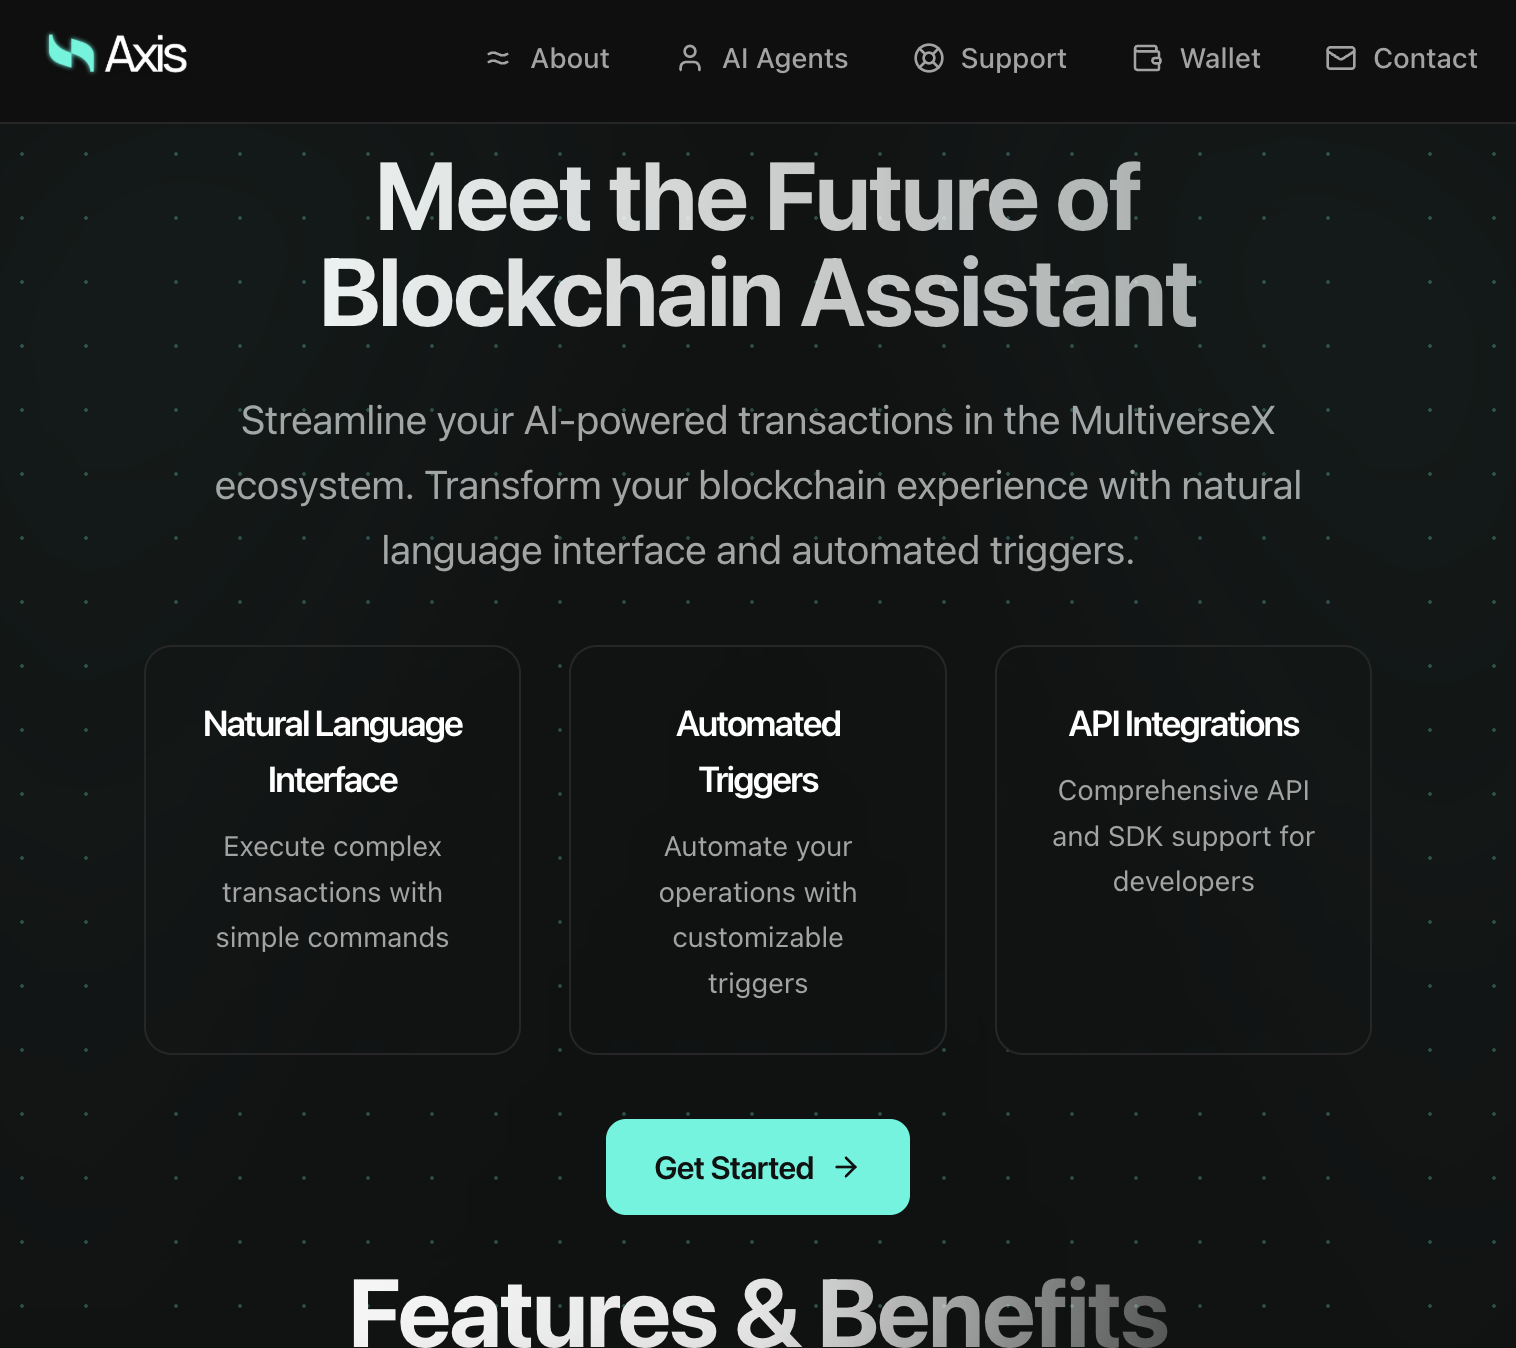 Axis
About
AI Agents
Support
Wallet
Contact
Meet the Future of
Blockchain Assistant
Streamline your AI-powered transactions in the MultiverseX
ecosystem. Transform your blockchain experience with natural
language interface and automated triggers.
Natural Language
Interface
Execute complex
transactions with
simple commands
Automated
Triggers
Automate your
operations with
customizable
triggers
API Integrations
Comprehensive API
and SDK support for
developers
Get Started
Features & Benefits